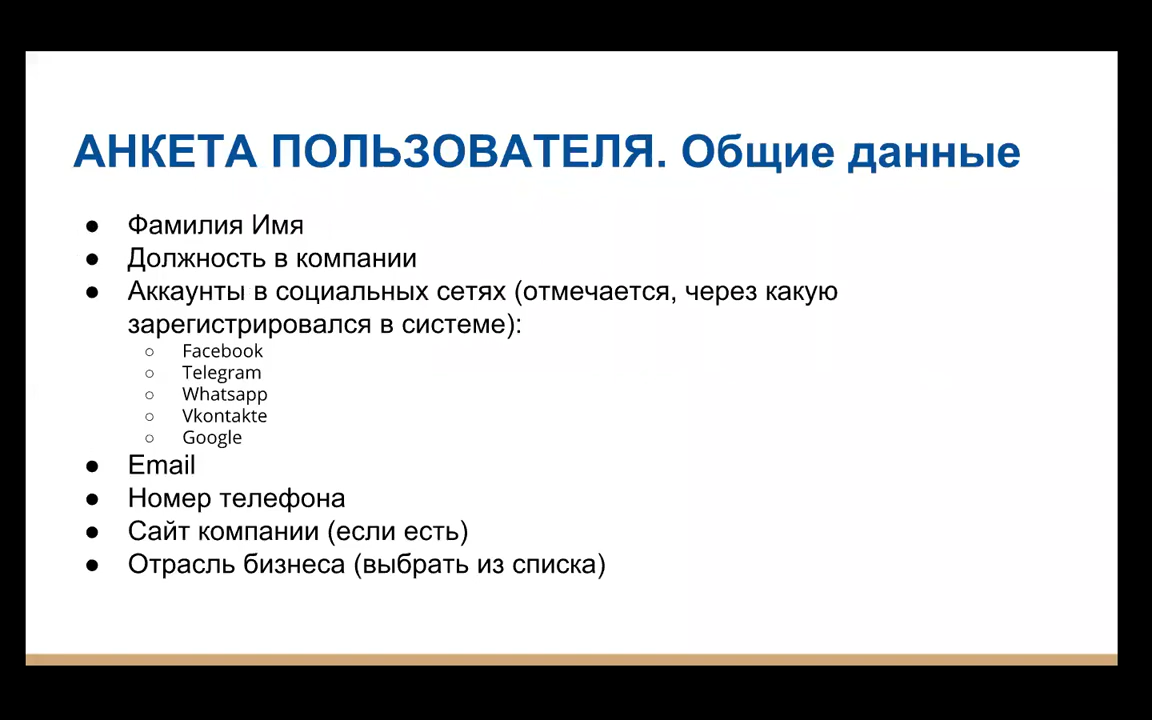 АНКЕТА ПОЛЬЗОВАТЕЛЯ. Общие данные
● Фамилия Имя
● Должность в компании
● Аккаунты в социальных сетях (отмечается, через какую
зарегистрировался в системе):
○ Facebook
○ Telegram
○ Whatsapp
○ Vkontakte
○ Google
● Email
● Номер телефона
● Сайт компании (если есть)
● Отрасль бизнеса (выбрать из списка)